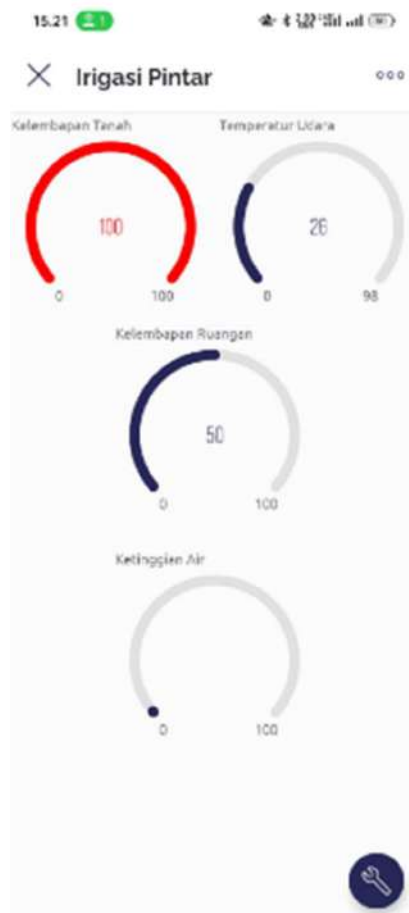 15.21
Irigasi Pintar
Kelembapan Tanah
Temperatur Udara
100
26
0
100
0
98
Kelembapan Ruangan
50
0
100
Ketinggian Air
0
100